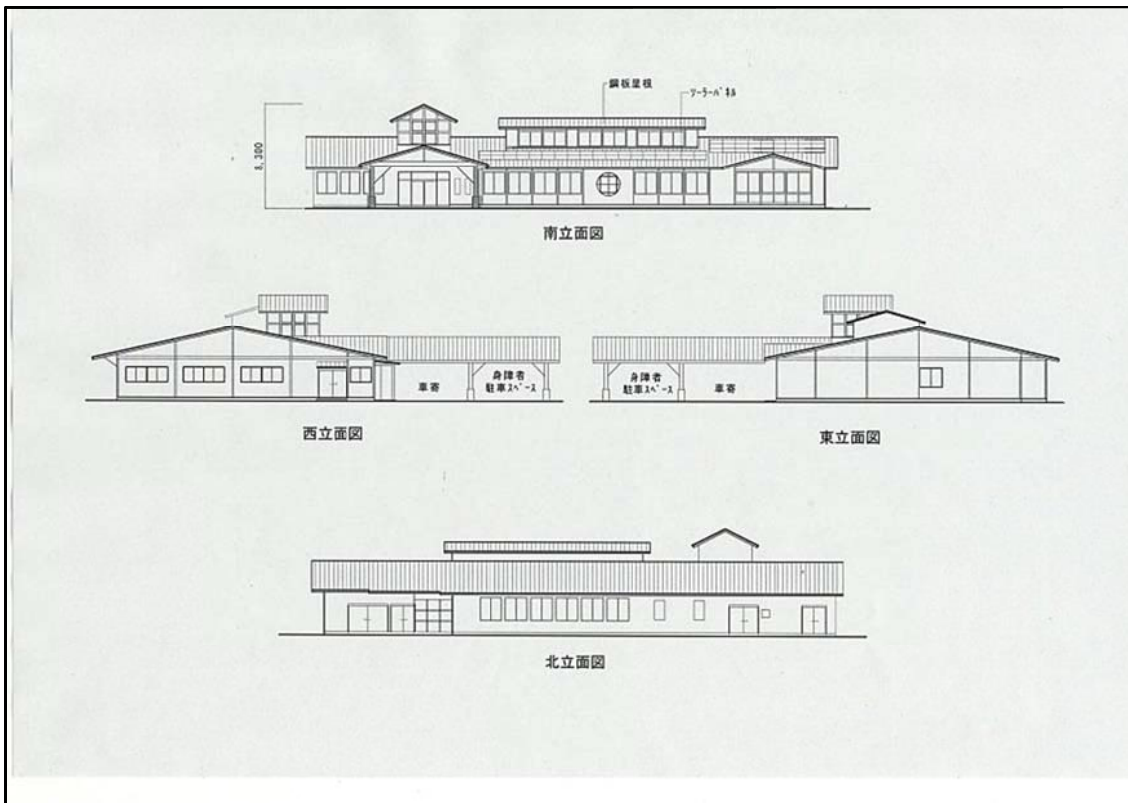 鋼板屋根
ソーラーパネル
8,300
南立面図
身障者
駐車スペース
車寄
西立面図
身障者
駐車スペース
車寄
東立面図
北立面図